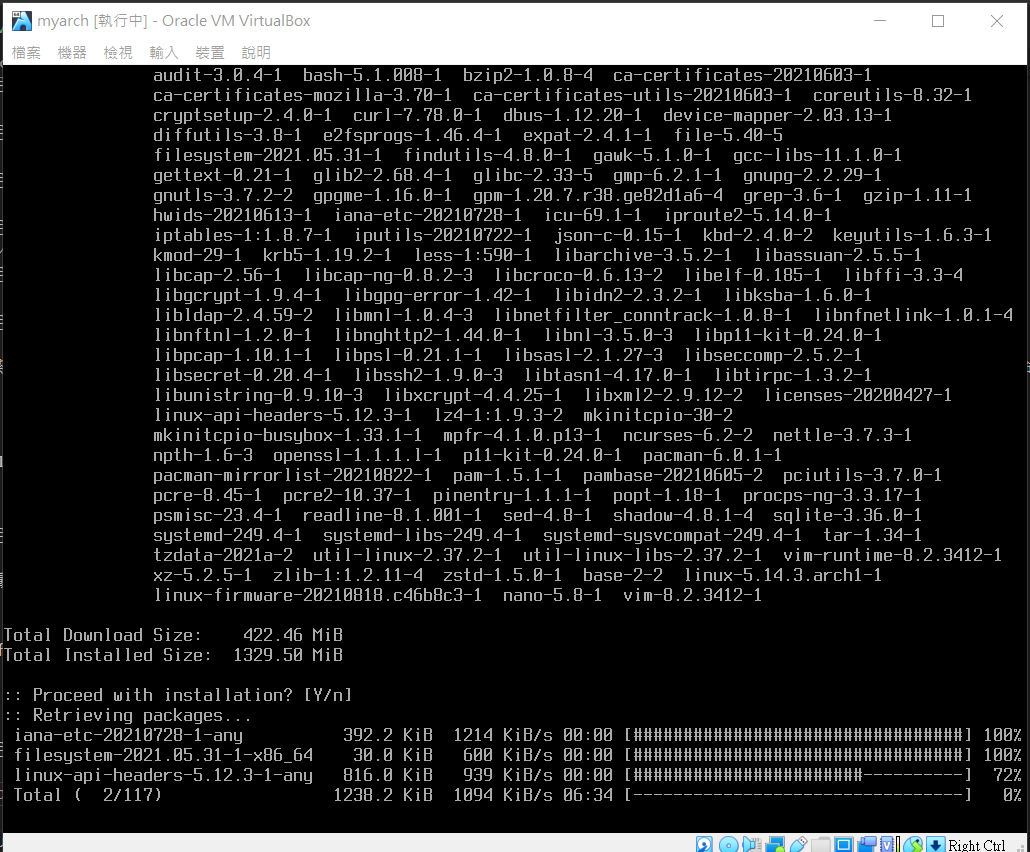 myarch [執行中] - Oracle VM VirtualBox
檔案 機器 檢視 輸入 裝置 說明
audit-3.0.4-1 bash-5.1.008-1 bzip2-1.0.8-4 ca-certificates-20210603-1
ca-certificates-mozilla-3.70-1 ca-certificates-utils-20210603-1 coreutils-8.32-1
cryptsetup-2.4.0-1 curl-7.78.0-1 dbus-1.12.20-1 device-mapper-2.03.13-1
diffutils-3.8-1 e2fsprogs-1.46.4-1 expat-2.4.1-1 file-5.40-5
filesystem-2021.05.31-1 findutils-4.8.0-1 gawk-5.1.0-1 gcc-libs-11.1.0-1
gettext-0.21-1 glib2-2.68.4-1 glibc-2.33-5 gmp-6.2.1-1 gnupg-2.2.29-1
gnutls-3.7.2-2 gpgme-1.16.0-1 gpm-1.20.7.r38.ge82d1a6-4 grep-3.6-1 gzip-1.11-1
hwids-20210613-1 iana-etc-20210728-1 icu-69.1-1 iproute2-5.14.0-1
iptables-1:1.8.7-1 iputils-20210722-1 json-c-0.15-1 kbd-2.4.0-2 keyutils-1.6.3-1
kmod-29-1 krb5-1.19.2-1 less-1:590-1 libarchive-3.5.2-1 libassuan-2.5.5-1
libcap-2.56-1 libcap-ng-0.8.2-3 libcroco-0.6.13-2 libelf-0.185-1 libffi-3.3-4
libgcrypt-1.9.4-1 libgpg-error-1.42-1 libidn2-2.3.2-1 libksba-1.6.0-1
libldap-2.4.59-2 libmnl-1.0.4-3 libnetfilter_conntrack-1.0.8-1 libnfnetlink-1.0.1-4
libnftnl-1.2.0-1 libnghttp2-1.44.0-1 libnl-3.5.0-3 libp11-kit-0.24.0-1
libpcap-1.10.1-1 libpsl-0.21.1-1 libsasl-2.1.27-3 libseccomp-2.5.2-1
libsecret-0.20.4-1 libssh2-1.9.0-3 libtasn1-4.17.0-1 libtirpc-1.3.2-1
libunistring-0.9.10-3 libxcrypt-4.4.25-1 libxml2-2.9.12-2 licenses-20200427-1
linux-api-headers-5.12.3-1 lz4-1:1.9.3-2 mkinitcpio-30-2
mkinitcpio-busybox-1.33.1-1 mpfr-4.1.0.p13-1 ncurses-6.2-2 nettle-3.7.3-1
npth-1.6-3 openssl-1.1.1.l-1 p11-kit-0.24.0-1 pacman-6.0.1-1
pacman-mirrorlist-20210822-1 pam-1.5.1-1 pambase-20210605-2 pciutils-3.7.0-1
pcre-8.45-1 pcre2-10.37-1 pinentry-1.1.1-1 popt-1.18-1 procps-ng-3.3.17-1
psmisc-23.4-1 readline-8.1.001-1 sed-4.8-1 shadow-4.8.1-4 sqlite-3.36.0-1
systemd-249.4-1 systemd-libs-249.4-1 systemd-sysvcompat-249.4-1 tar-1.34-1
tzdata-2021a-2 util-linux-2.37.2-1 util-linux-libs-2.37.2-1 vim-runtime-8.2.3412-1
xz-5.2.5-1 zlib-1:1.2.11-4 zstd-1.5.0-1 base-2-2 linux-5.14.3.arch1-1
linux-firmware-20210818.c46b8c3-1 nano-5.8-1 vim-8.2.3412-1
Total Download Size: 422.46 MiB
Total Installed Size: 1329.50 MiB
:: Proceed with installation? [Y/n]
:: Retrieving packages...
iana-etc-20210728-1-any 392.2 KiB 1214 KiB/s 00:00 [#################################] 100%
filesystem-2021.05.31-1-x86_64 30.0 KiB 600 KiB/s 00:00 [#################################] 100%
linux-api-headers-5.12.3-1-any 816.0 KiB 939 KiB/s 00:00 [#######################----------] 72%
Total ( 2/117) 1238.2 KiB 1094 KiB/s 06:34 [---------------------------------] 0%
Right Ctrl